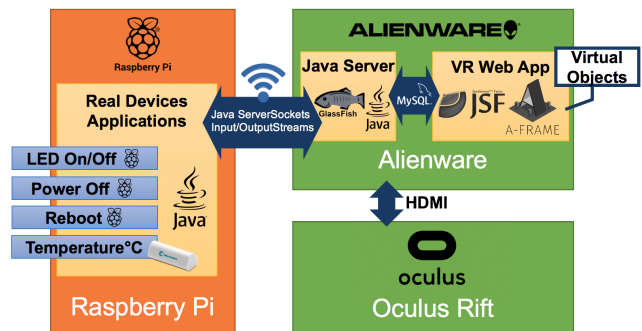 Raspberry Pi
Real Devices
Applications
LED On/Off
Power Off
Reboot
Temperature°C
Java
Raspberry Pi
Java ServerSockets
Input/OutputStreams
ALIENWARE
Java Server
GlassFish
Java
MySQL
VR Web App
JSF
A-FRAME
Virtual
Objects
Alienware
HDMI
oculus
Oculus Rift